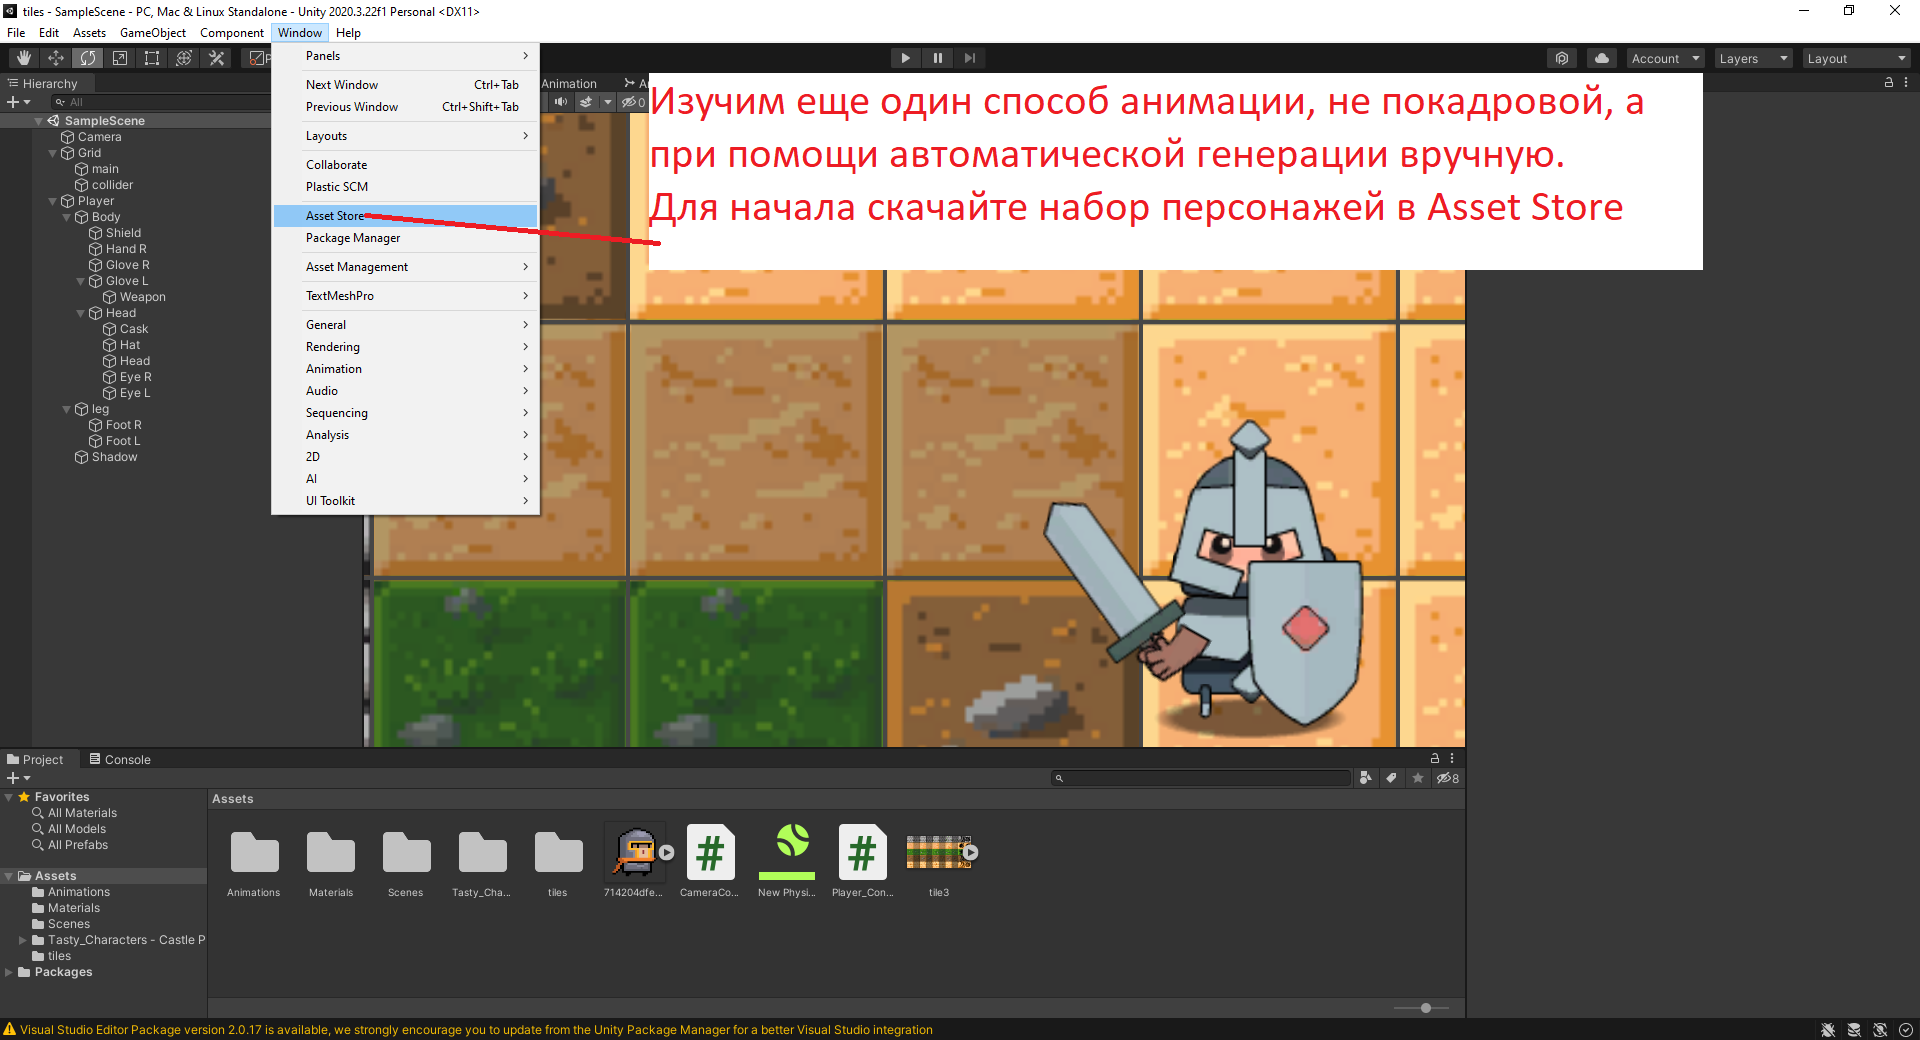 tiles - SampleScene - PC, Mac & Linux Standalone - Unity 2020.3.22f1 Personal <DX11>
File Edit Assets GameObject Component Window Help
Account Layers Layout
Hierarchy
All
SampleScene
Camera
Grid
main
collider
Player
Body
Shield
Hand R
Glove R
Glove L
Weapon
Head
Cask
Hat
Head
Eye R
Eye L
leg
Foot R
Foot L
Shadow
Panels
Next Window Ctrl+Tab
Previous Window Ctrl+Shift+Tab
Layouts
Collaborate
Plastic SCM
Asset Store
Package Manager
Asset Management
TextMeshPro
General
Rendering
Animation
Audio
Sequencing
Analysis
2D
AI
UI Toolkit
Animation
0
Изучим еще один способ анимации, не покадровой, а
при помощи автоматической генерации вручную.
Для начала скачайте набор персонажей в Asset Store
Project Console
8
Favorites
All Materials
All Models
All Prefabs
Assets
Animations
Materials
Scenes
Tasty_Characters - Castle P
tiles
Packages
Assets
Animations Materials Scenes Tasty_Cha... tiles 714204dfe... CameraCo... New Physi... Player_Con... tile3
Visual Studio Editor Package version 2.0.17 is available, we strongly encourage you to update from the Unity Package Manager for a better Visual Studio integration